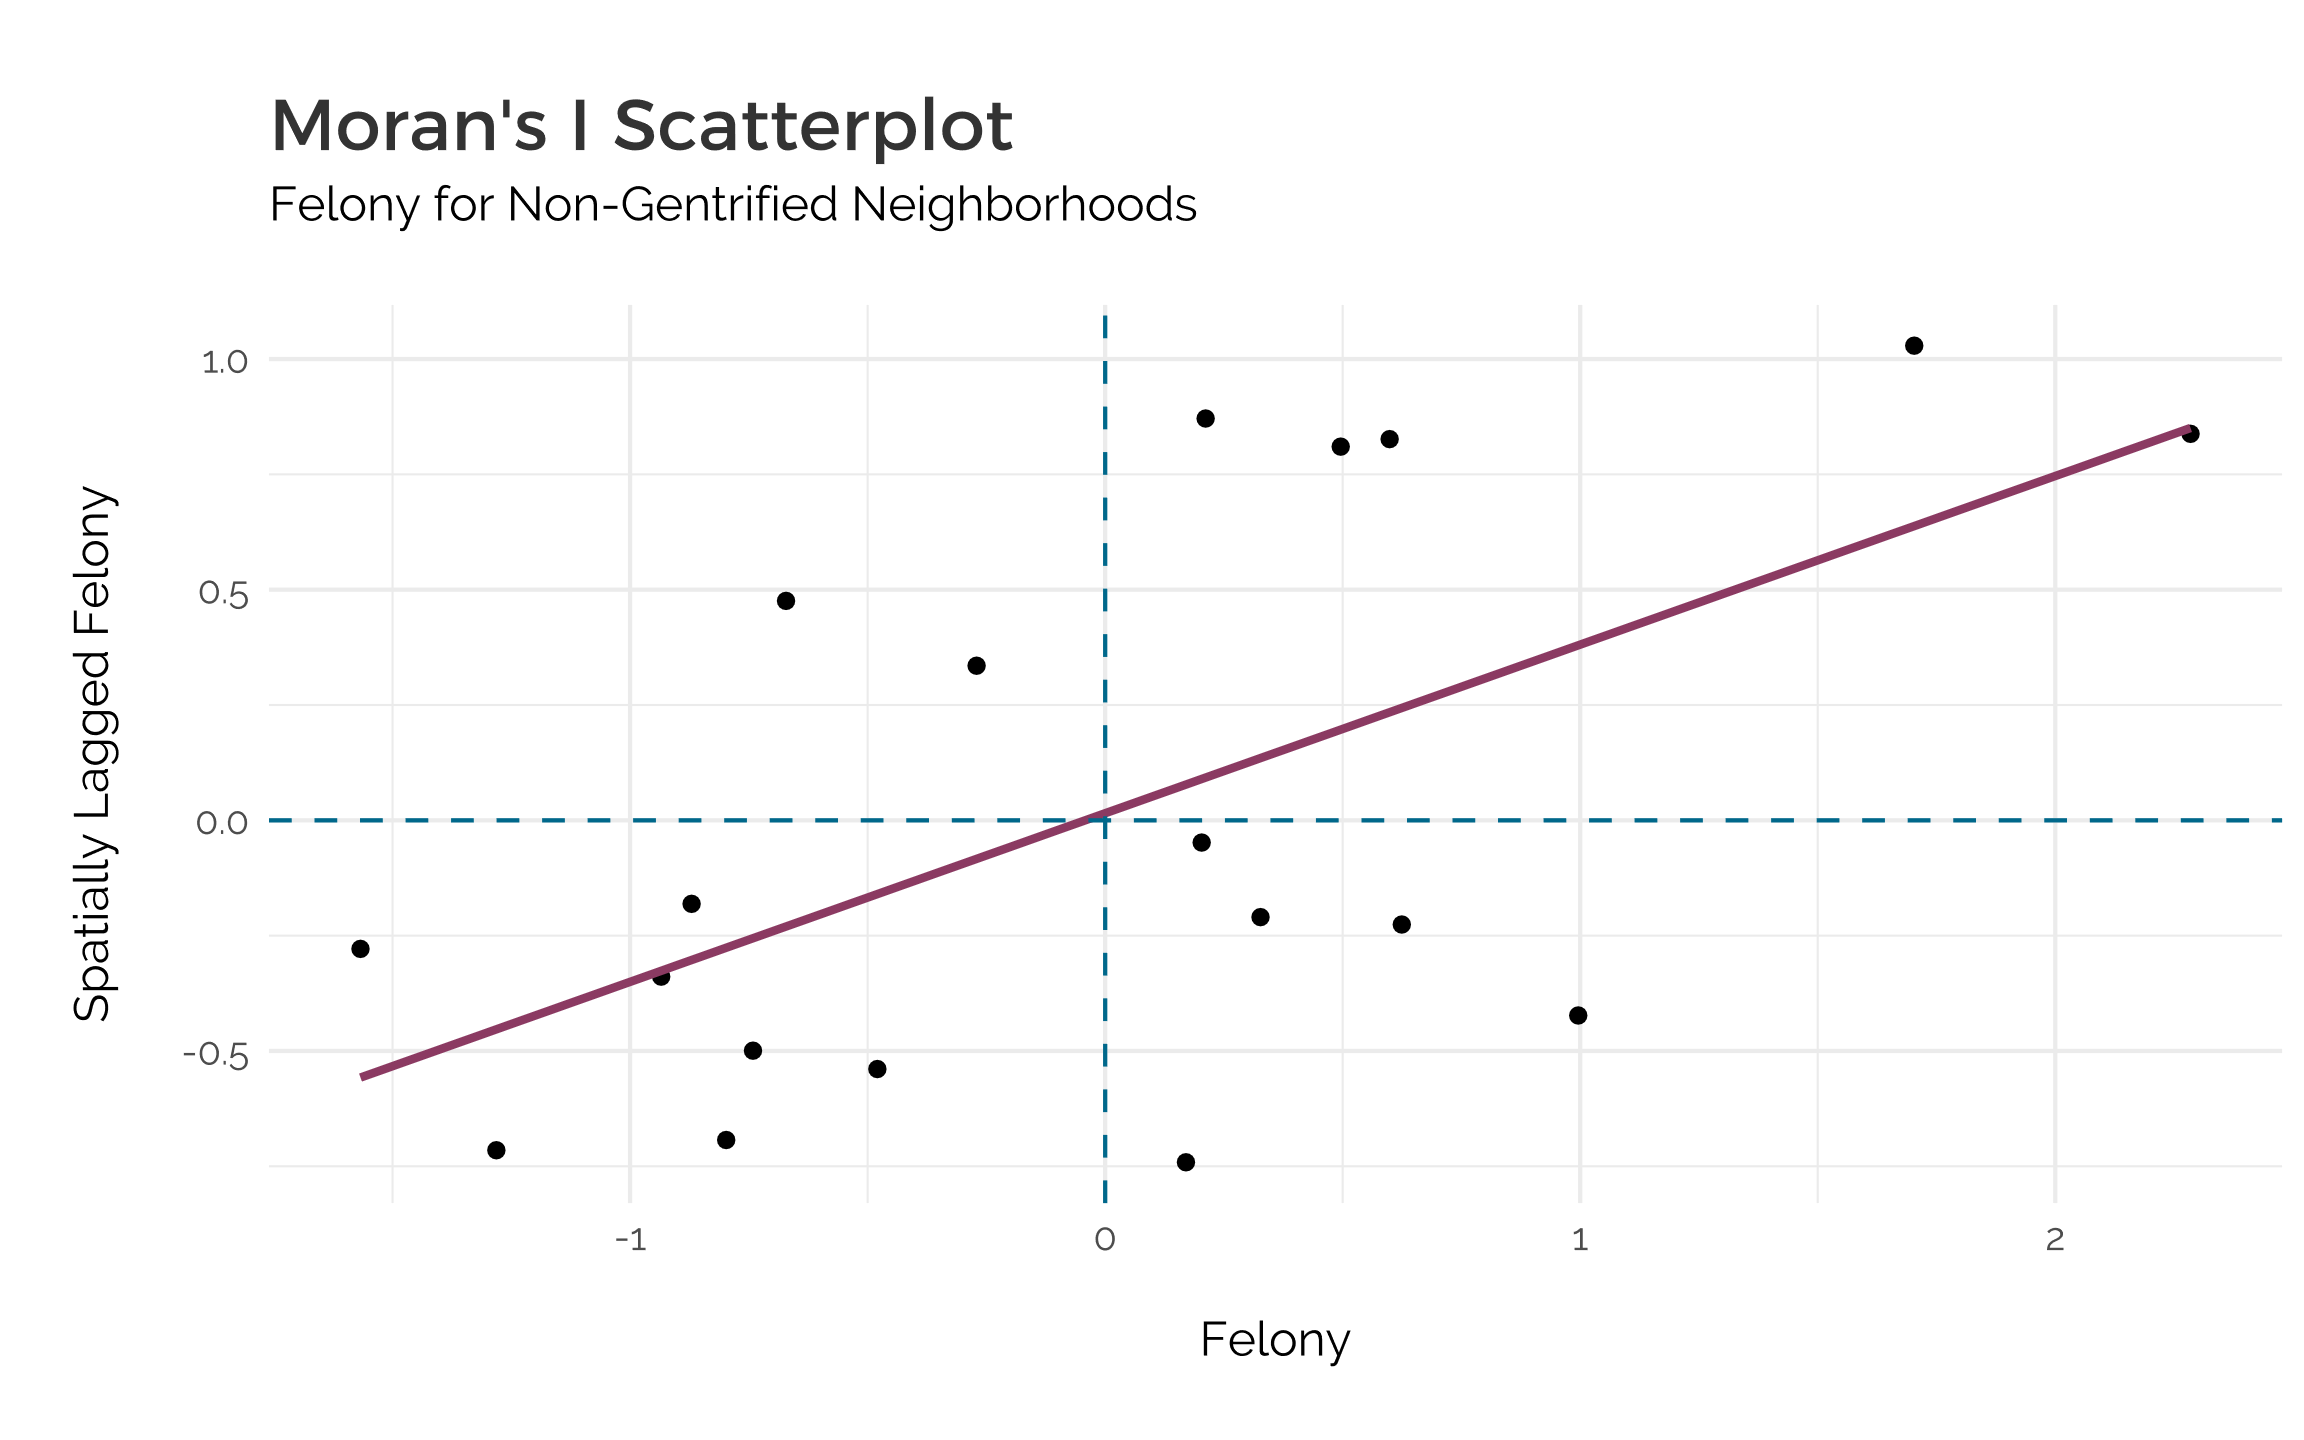 Moran's I Scatterplot
Felony for Non-Gentrified Neighborhoods
Spatially Lagged Felony
1.0
0.5
0.0
-0.5
-1
0
1
2
Felony